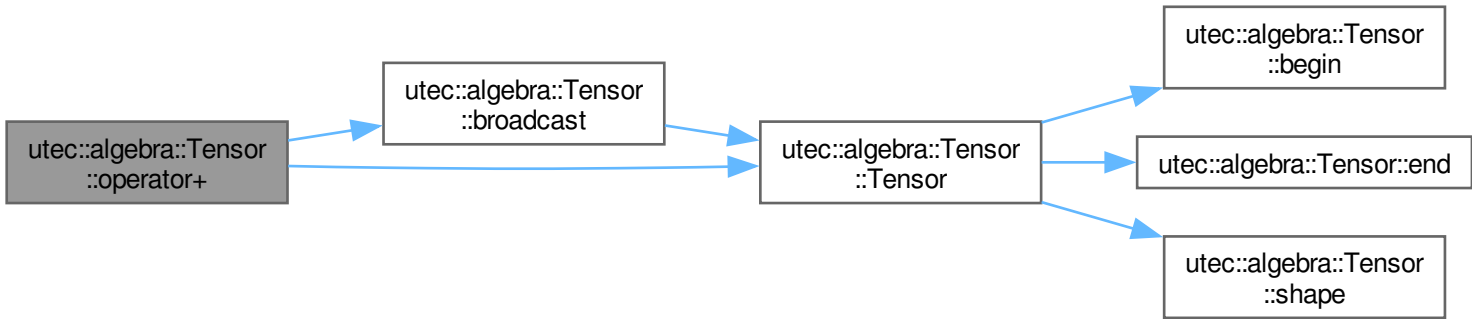 utec::algebra::Tensor
::operator+
utec::algebra::Tensor
::broadcast
utec::algebra::Tensor
::Tensor
utec::algebra::Tensor
::begin
utec::algebra::Tensor::end
utec::algebra::Tensor
::shape